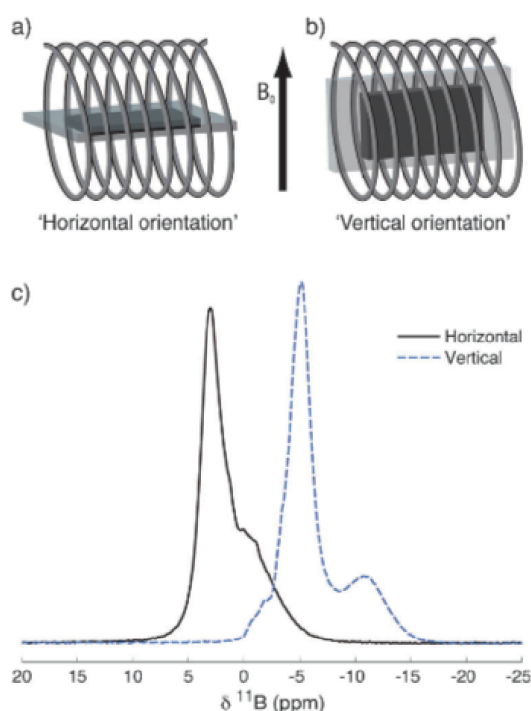 a)
b)
B₀
'Horizontal orientation'
'Vertical orientation'
c)
Horizontal
Vertical
20 15 10 5 0 -5 -10 -15 -20 -25
δ ¹¹B (ppm)